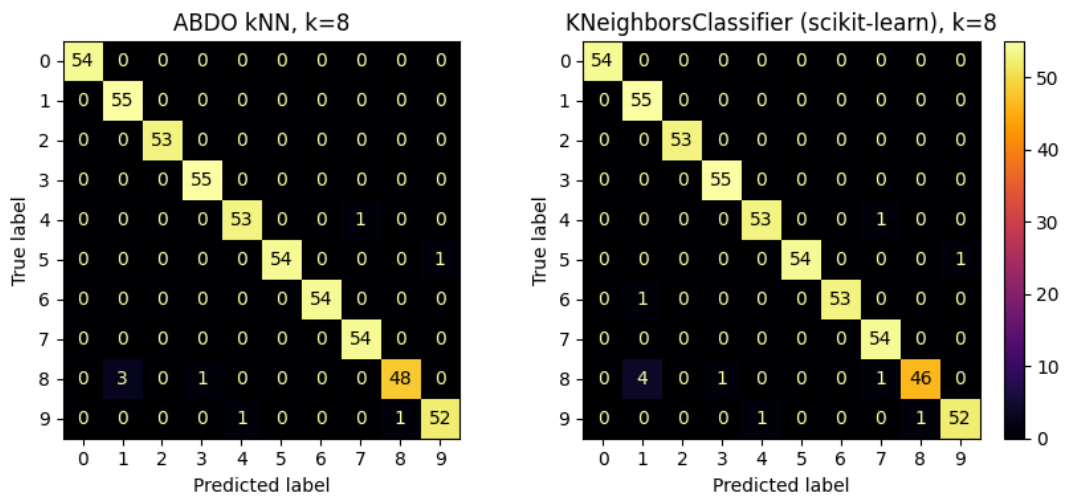 ABDO kNN, k=8
True label
0 54 0 0 0 0 0 0 0 0 0
1 0 55 0 0 0 0 0 0 0 0
2 0 0 53 0 0 0 0 0 0 0
3 0 0 0 55 0 0 0 0 0 0
4 0 0 0 0 53 0 0 1 0 0
5 0 0 0 0 0 54 0 0 0 1
6 0 0 0 0 0 0 54 0 0 0
7 0 0 0 0 0 0 0 54 0 0
8 0 3 0 1 0 0 0 0 48 0
9 0 0 0 0 1 0 0 0 1 52
0 1 2 3 4 5 6 7 8 9
Predicted label
KNeighborsClassifier (scikit-learn), k=8
True label
0 54 0 0 0 0 0 0 0 0 0
1 0 55 0 0 0 0 0 0 0 0
2 0 0 53 0 0 0 0 0 0 0
3 0 0 0 55 0 0 0 0 0 0
4 0 0 0 0 53 0 0 1 0 0
5 0 0 0 0 0 54 0 0 0 1
6 0 1 0 0 0 0 53 0 0 0
7 0 0 0 0 0 0 0 54 0 0
8 0 4 0 1 0 0 0 1 46 0
9 0 0 0 0 1 0 0 0 1 52
0 1 2 3 4 5 6 7 8 9
Predicted label
50
40
30
20
10
0